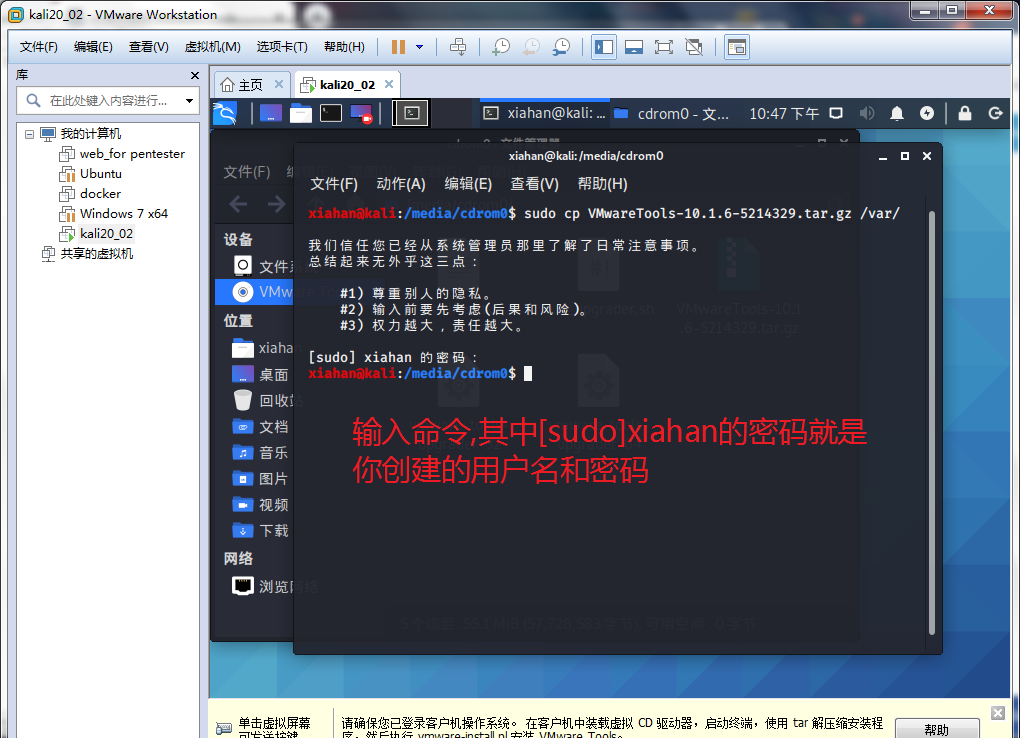 kali20_02 - VMware Workstation
文件(F) 编辑(E) 查看(V) 虚拟机(M) 选项卡(T) 帮助(H)
库
在此处键入内容进行...
我的计算机
web_for pentester
Ubuntu
docker
Windows 7 x64
kali20_02
共享的虚拟机
主页 kali20_02
xiahan@kali: ... cdrom0 - 文... 10:47 下午
文件(F)
设备
文件系
VMw
位置
xiahan
桌面
回收站
文档
音乐
图片
视频
下载
网络
浏览网络
xiahan@kali:/media/cdrom0
文件(F) 动作(A) 编辑(E) 查看(V) 帮助(H)
xiahan@kali:/media/cdrom0$ sudo cp VMwareTools-10.1.6-5214329.tar.gz /var/
我们信任您已经从系统管理员那里了解了日常注意事项。
总结起来无外乎这三点：
#1) 尊重别人的隐私。
#2) 输入前要先考虑(后果和风险)。
#3) 权力越大，责任越大。
[sudo] xiahan 的密码：
xiahan@kali:/media/cdrom0$
VMwareTools-10.1
.6-5214329.tar.gz
输入命令,其中[sudo]xiahan的密码就是
你创建的用户名和密码
单击虚拟屏幕
可发送按键
请确保您已登录客户机操作系统。在客户机中装载虚拟 CD 驱动器，启动终端，使用 tar 解压缩安装程
序，然后执行 vmware-install.pl 安装 VMware Tools。
帮助